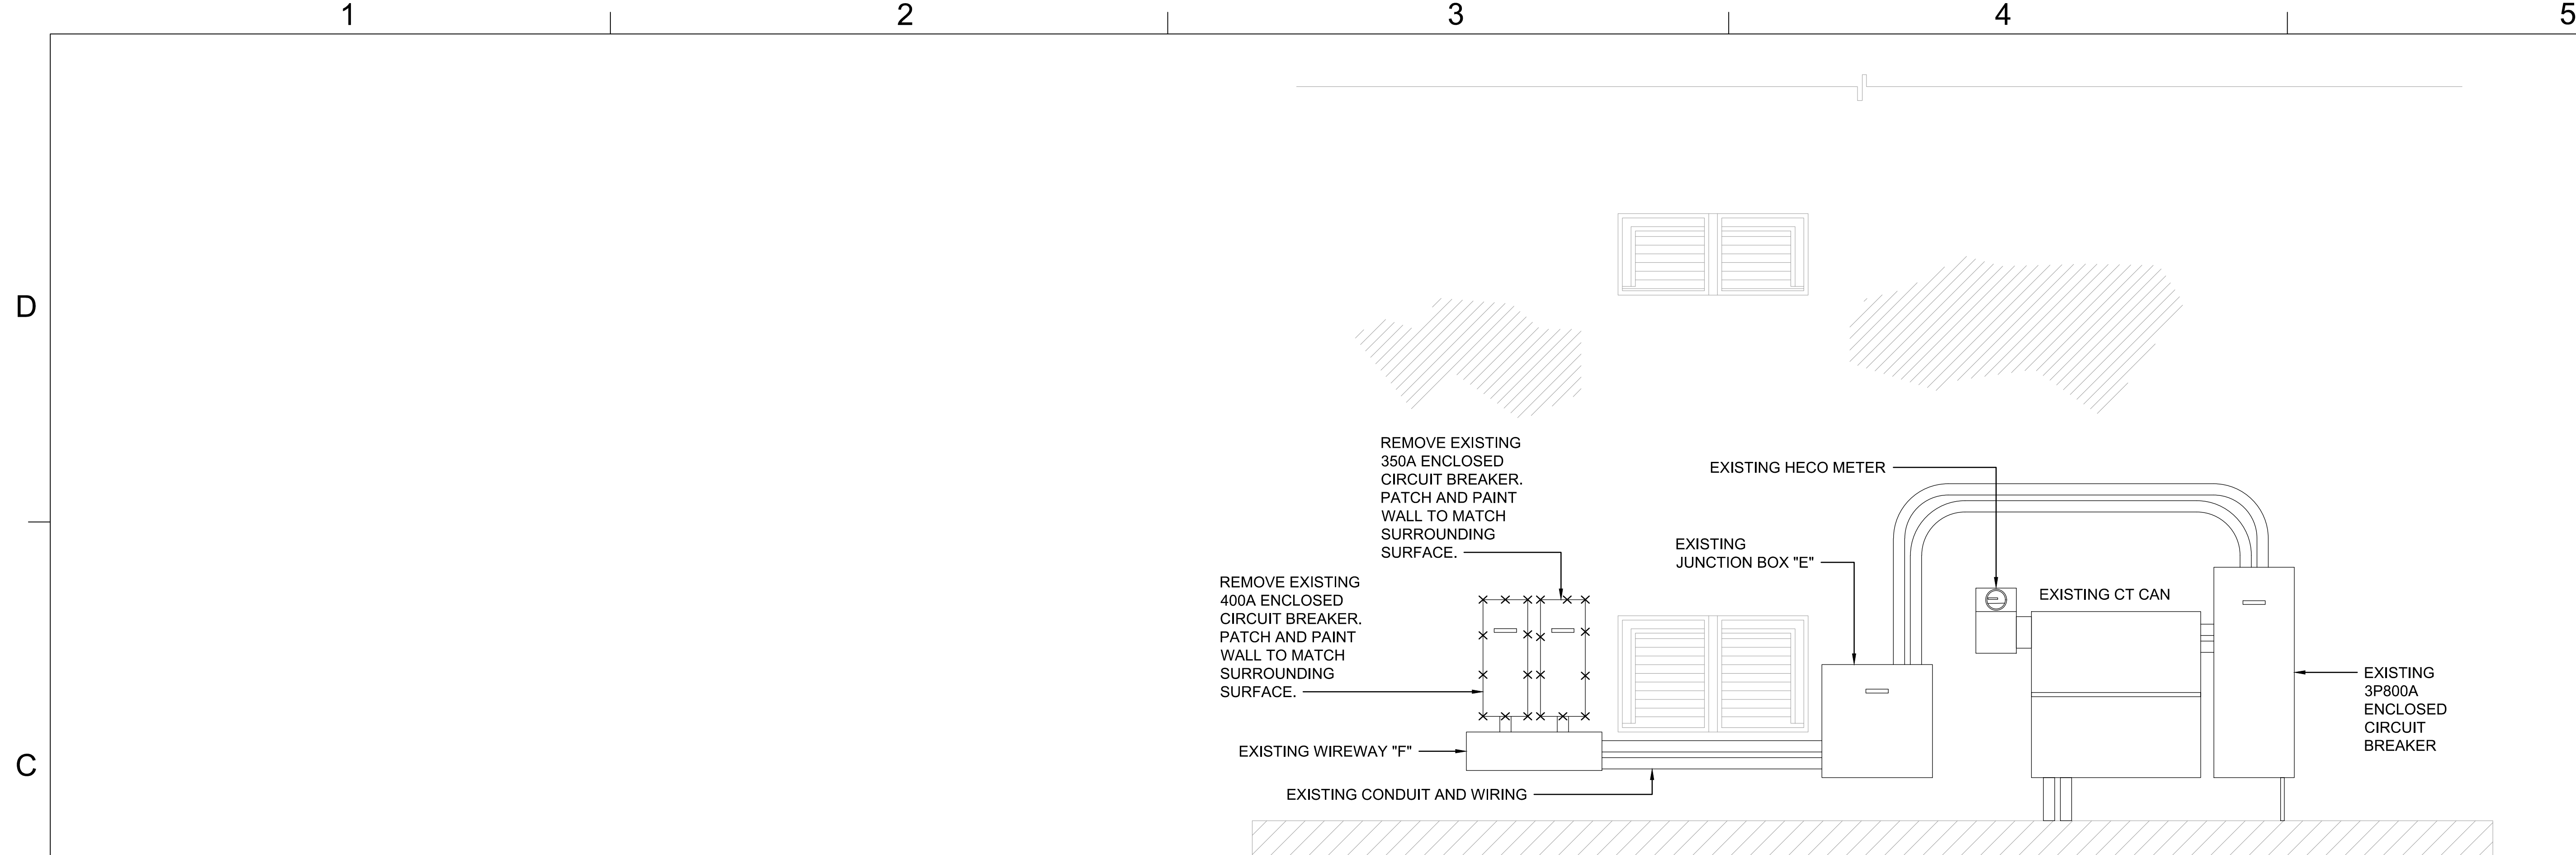 1
2
3
4
5
D
REMOVE EXISTING
350A ENCLOSED
CIRCUIT BREAKER.
PATCH AND PAINT
WALL TO MATCH
SURROUNDING
SURFACE.
EXISTING HECO METER
EXISTING
JUNCTION BOX "E"
REMOVE EXISTING
400A ENCLOSED
CIRCUIT BREAKER.
PATCH AND PAINT
WALL TO MATCH
SURROUNDING
SURFACE.
EXISTING CT CAN
EXISTING
3P800A
ENCLOSED
CIRCUIT
BREAKER
C
EXISTING WIREWAY "F"
EXISTING CONDUIT AND WIRING